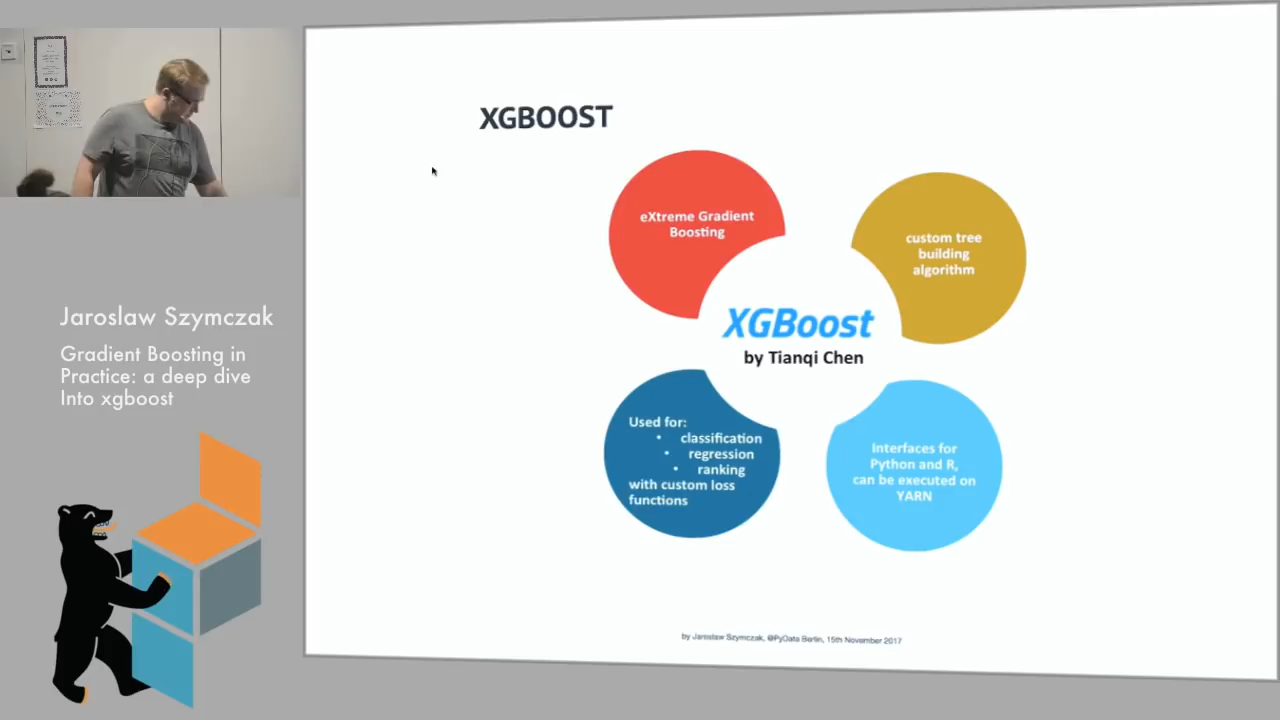 Jaroslaw Szymczak
Gradient Boosting in
Practice: a deep dive
Into xgboost
XGBOOST
eXtreme Gradient
Boosting
custom tree
building
algorithm
XGBoost
by Tianqi Chen
Used for:
• classification
• regression
• ranking
with custom loss
functions
Interfaces for
Python and R,
can be executed on
YARN
by Jaroslaw Szymczak, @PyData Berlin, 15th November 2017